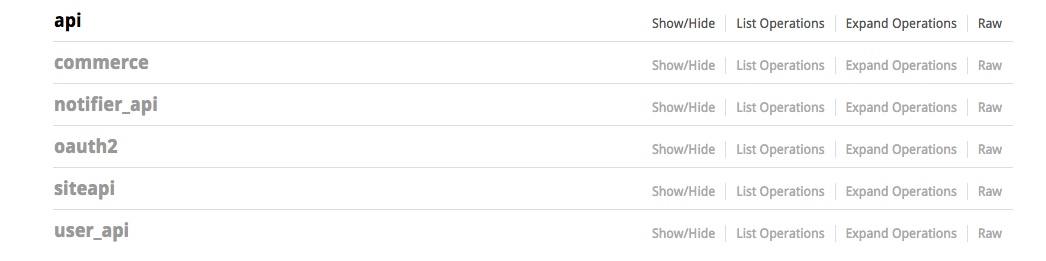 api Show/Hide List Operations Expand Operations Raw
commerce Show/Hide List Operations Expand Operations Raw
notifier_api Show/Hide List Operations Expand Operations Raw
oauth2 Show/Hide List Operations Expand Operations Raw
siteapi Show/Hide List Operations Expand Operations Raw
user_api Show/Hide List Operations Expand Operations Raw